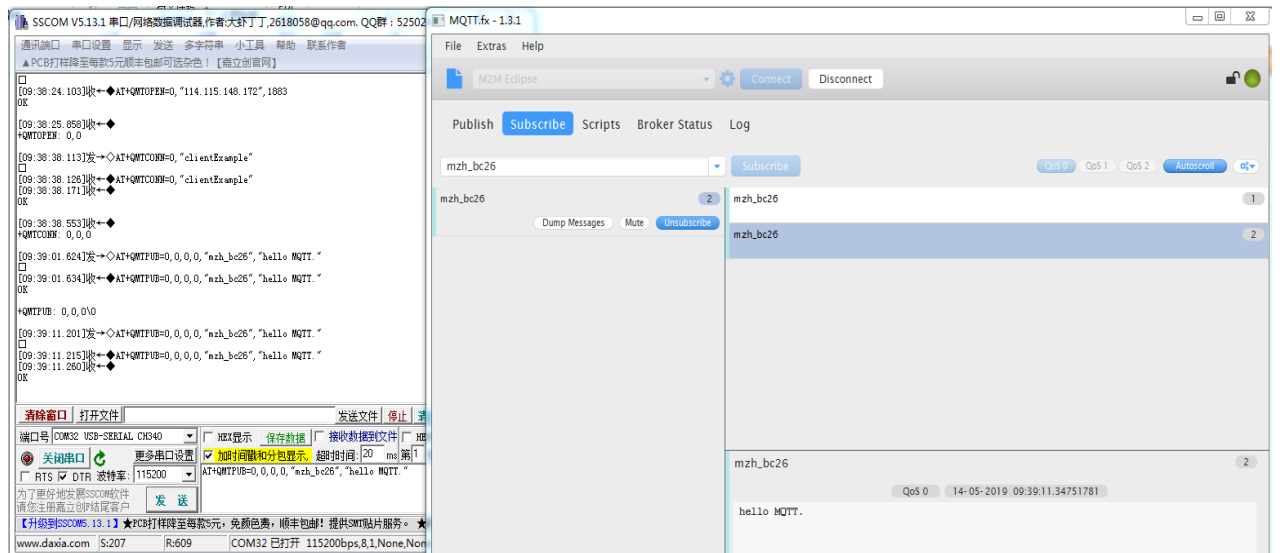 SSCOM V5.13.1 串口/网络数据调试器,作者:大虾丁丁,2618058@qq.com. QQ群：52502
通讯端口 串口设置 显示 发送 多字符串 小工具 帮助 联系作者
▲PCB打样降至每款5元顺丰包邮可选杂色！【嘉立创官网】
[09:38:24.103]收←◆AT+QMTOPEN=0,"114.115.148.172",1883
OK
[09:38:25.858]收←◆
+QMTOPEN: 0,0
[09:38:38.113]发→◇AT+QMTCONN=0,"clientExample"
□
[09:38:38.126]收←◆AT+QMTCONN=0,"clientExample"
[09:38:38.171]收←◆
OK
[09:38:38.553]收←◆
+QMTCONN: 0,0,0
[09:39:01.624]发→◇AT+QMTPUB=0,0,0,0,"mzh_bc26","hello MQTT."
□
[09:39:01.634]收←◆AT+QMTPUB=0,0,0,0,"mzh_bc26","hello MQTT."
OK
+QMTPUB: 0,0,0\0
[09:39:11.201]发→◇AT+QMTPUB=0,0,0,0,"mzh_bc26","hello MQTT."
□
[09:39:11.215]收←◆AT+QMTPUB=0,0,0,0,"mzh_bc26","hello MQTT."
[09:39:11.260]收←◆
OK
清除窗口 打开文件 发送文件 停止 清
端口号 COM32 USB-SERIAL CH340 HEX显示 保存数据 接收数据到文件 HE
关闭串口 更多串口设置 加时间戳和分包显示, 超时时间: 20 ms 第1
RTS DTR 波特率: 115200 AT+QMTPUB=0,0,0,0,"mzh_bc26","hello MQTT."
为了更好地发展SSCOM软件
请您注册嘉立创F结尾客户
发 送
【升级到SSCOM5.13.1】★PCB打样降至每款5元，免颜色费，顺丰包邮！提供SMT贴片服务。 ★
www.daxia.com S:207 R:609 COM32 已打开 115200bps,8,1,None,Non
MQTT.fx - 1.3.1
File Extras Help
M2M Eclipse Connect Disconnect
Publish Subscribe Scripts Broker Status Log
mzh_bc26 Subscribe QoS 0 QoS 1 QoS 2 Autoscroll
mzh_bc26 2
Dump Messages Mute Unsubscribe
mzh_bc26 1
mzh_bc26 2
mzh_bc26 2
QoS 0 14-05-2019 09:39:11.34751781
hello MQTT.